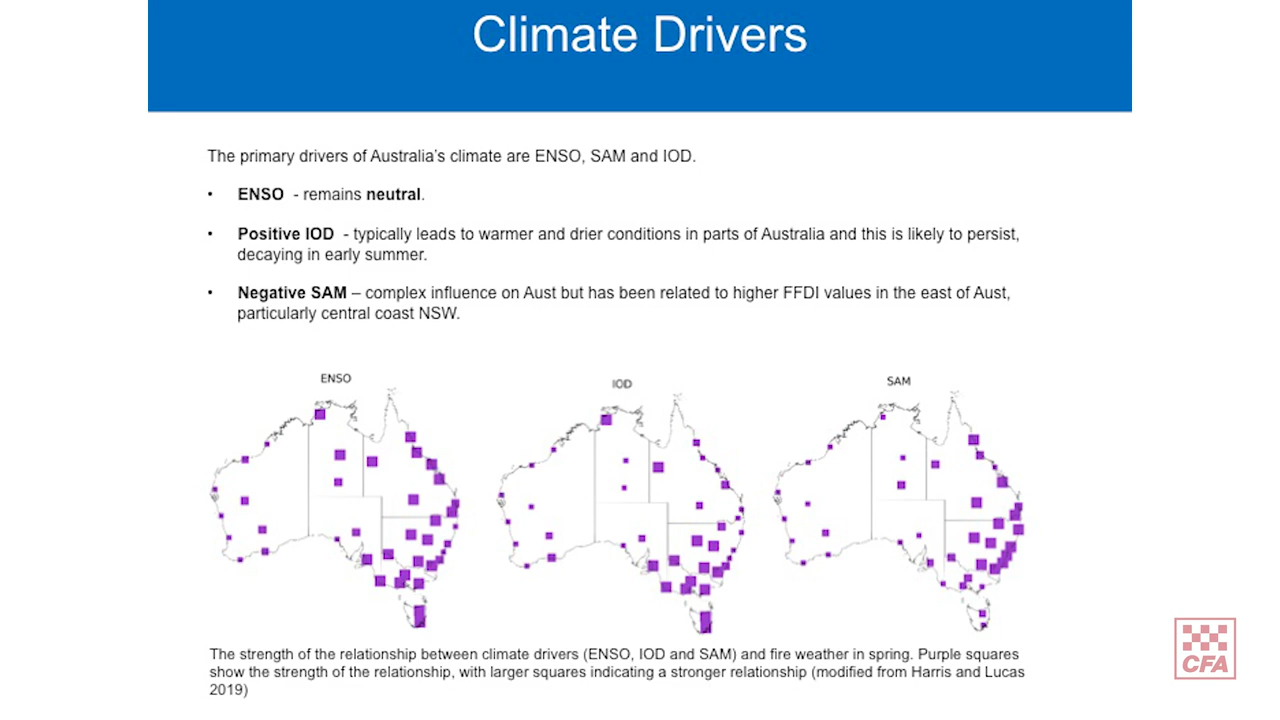 Climate Drivers
The primary drivers of Australia's climate are ENSO, SAM and IOD.
• ENSO - remains neutral.
• Positive IOD - typically leads to warmer and drier conditions in parts of Australia and this is likely to persist,
decaying in early summer.
• Negative SAM – complex influence on Aust but has been related to higher FFDI values in the east of Aust,
particularly central coast NSW.
ENSO
IOD
SAM
The strength of the relationship between climate drivers (ENSO, IOD and SAM) and fire weather in spring. Purple squares
show the strength of the relationship, with larger squares indicating a stronger relationship (modified from Harris and Lucas
2019)
CFA